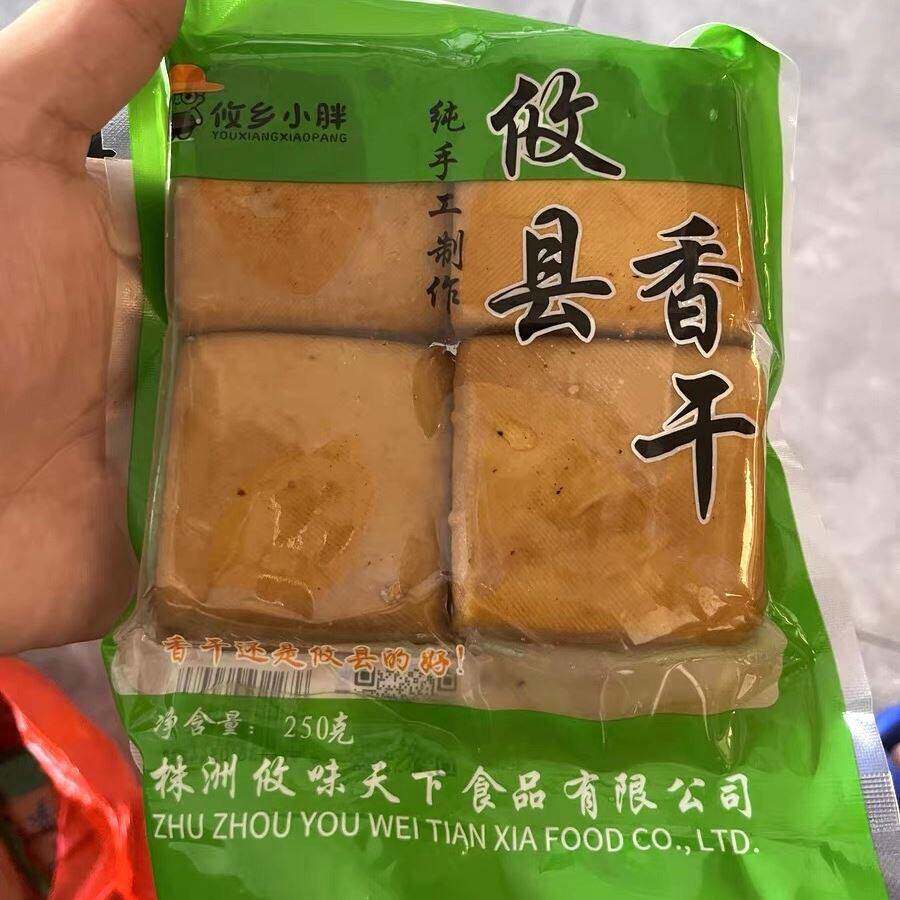 攸乡小胖
YOUXIANGXIAOPANG
纯手工制作
攸县
香干
香干还是攸县的好!
净含量: 250克
株洲攸味天下食品有限公司
ZHU ZHOU YOU WEI TIAN XIA FOOD CO., LTD.